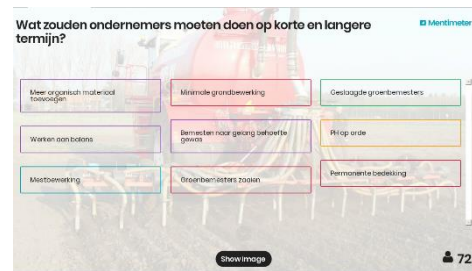 Wat zouden ondernemers moeten doen op korte en langere
termijn?
Mentimeter
Meer organisch materiaal
toevoegen
Minimale grondbewerking
Geslaagde groenbemesters
Werken aan balans
Bemesten naar gelang behoefte
gewas
PH op orde
Mestbewerking
Groenbemesters zaaien
Permanente bedekking
Show image
72